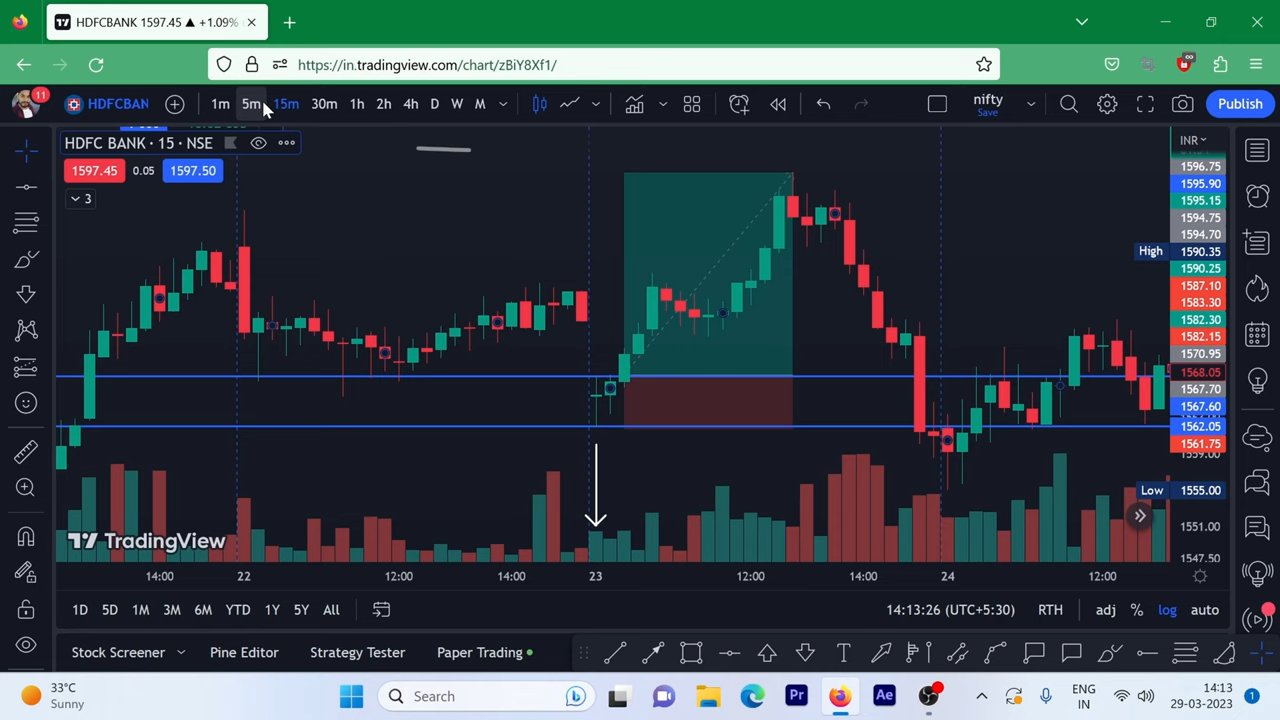 HDFCBANK 1597.45 ▲ +1.09%
https://in.tradingview.com/chart/zBiY8Xf1/
11
HDFCBAN
1m 5m 15m 30m 1h 2h 4h D W M
nifty
Save
Publish
HDFC BANK · 15 · NSE
1597.45 0.05 1597.50
3
INR
1596.75
1595.90
1595.15
1594.75
1594.70
High 1590.35
1590.25
1587.10
1583.30
1582.30
1582.15
1570.95
1568.05
1567.70
1567.60
1562.05
1561.75
1559.00
Low 1555.00
1551.00
1547.50
TradingView
14:00 22 12:00 14:00 23 12:00 14:00 24 12:00
1D 5D 1M 3M 6M YTD 1Y 5Y All
14:13:26 (UTC+5:30) RTH adj % log auto
Stock Screener Pine Editor Strategy Tester Paper Trading
33°C
Sunny
Search
Pr
Ae
ENG
IN
14:13
29-03-2023
1